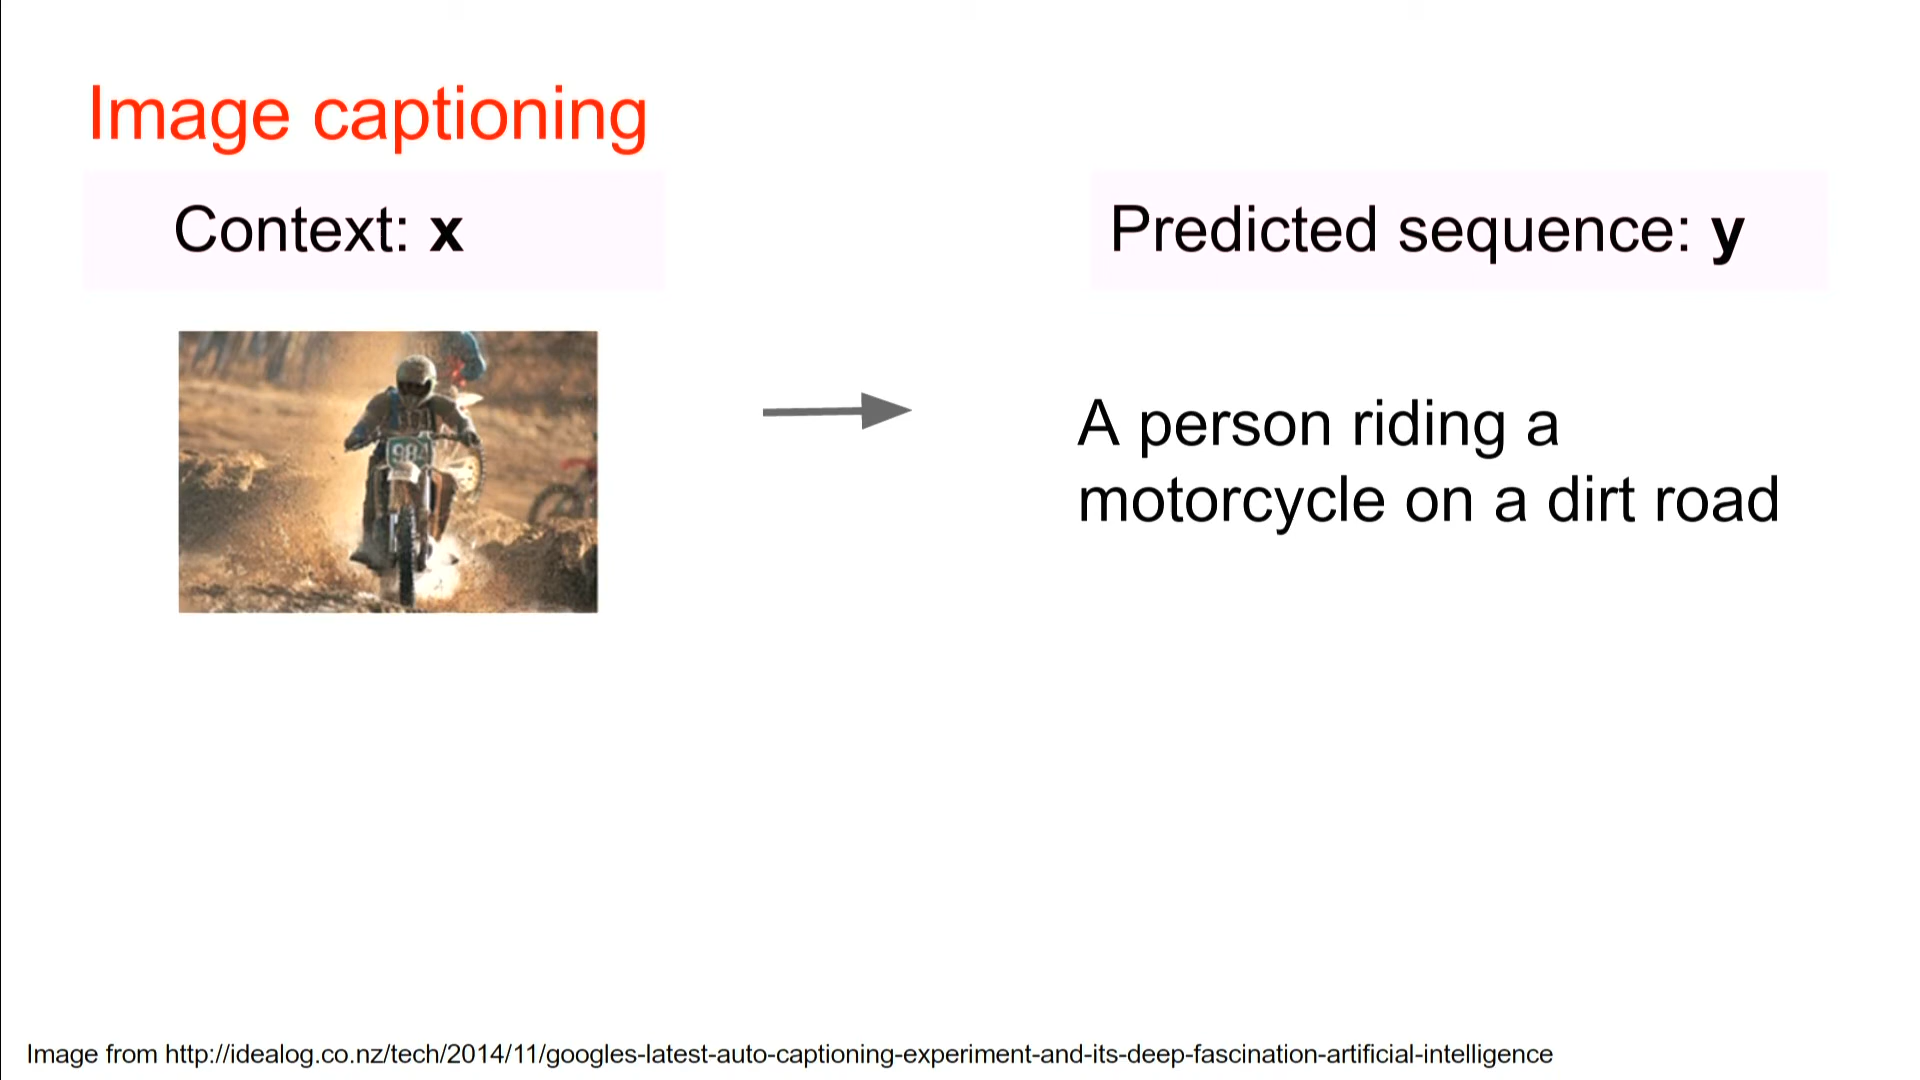 Image captioning
Context: x
Predicted sequence: y
984
A person riding a
motorcycle on a dirt road
Image from http://idealog.co.nz/tech/2014/11/googles-latest-auto-captioning-experiment-and-its-deep-fascination-artificial-intelligence